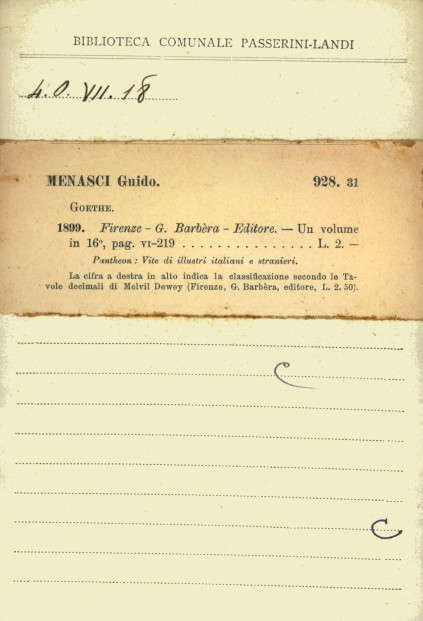 BIBLIOTECA COMUNALE PASSERINI-LANDI
4.O. VII. 18
MENASCI Guido. 928. 31
GOETHE.
1899. Firenze - G. Barbèra - Editore. — Un volume
in 16º, pag. VI-219 . . . . . . . . . . . . . . . L. 2. —
Pantheon: Vite di illustri italiani e stranieri.
La cifra a destra in alto indica la classificazione secondo le Ta-
vole decimali di Melvil Dewey (Firenze, G. Barbèra, editore, L. 2.50).